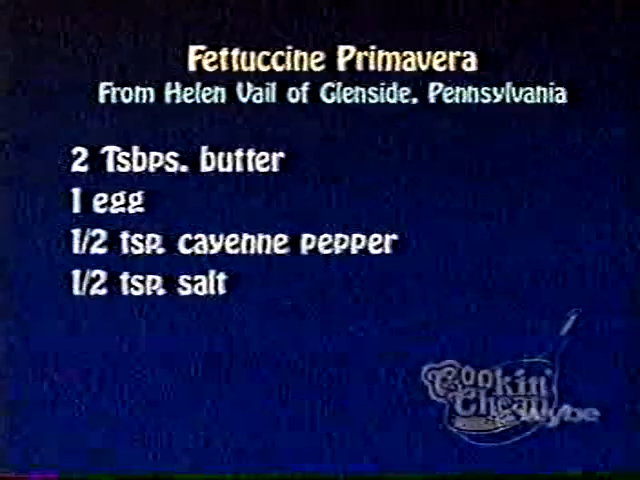 Fettuccine Primavera
From Helen Vail of Glenside, Pennsylvania
2 Tsbps. butter
1 egg
1/2 tsp. cayenne pepper
1/2 tsp. salt
Cookin'
Cheap
wybe